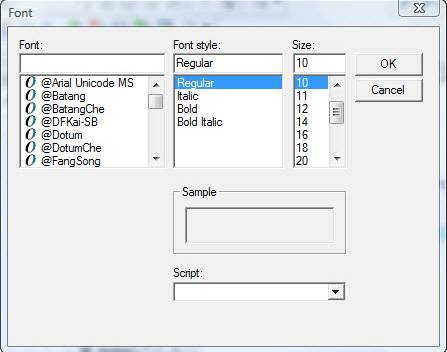 Font
Font:
Font style:
Size:
Regular
10
OK
Cancel
@Arial Unicode MS
@Batang
@BatangChe
@DFKai-SB
@Dotum
@DotumChe
@FangSong
Regular
Italic
Bold
Bold Italic
10
11
12
14
16
18
20
Sample
Script: